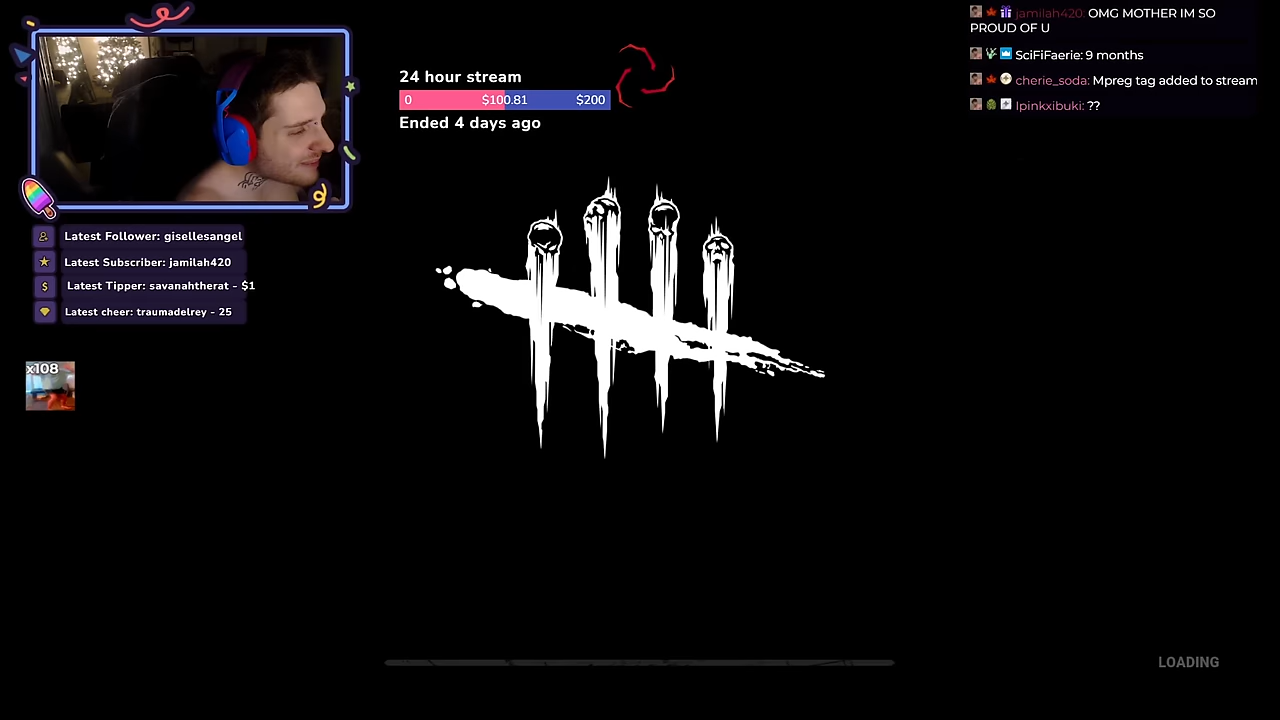 24 hour stream
0 $100.81 $200
Ended 4 days ago
Latest Follower: gisellesangel
Latest Subscriber: jamilah420
Latest Tipper: savanahtherat - $1
Latest cheer: traumadelrey - 25
x108
jamilah420: OMG MOTHER IM SO
PROUD OF U
SciFiFaerie: 9 months
cherie_soda: Mpreg tag added to stream
lpinkxibuki: ??
LOADING